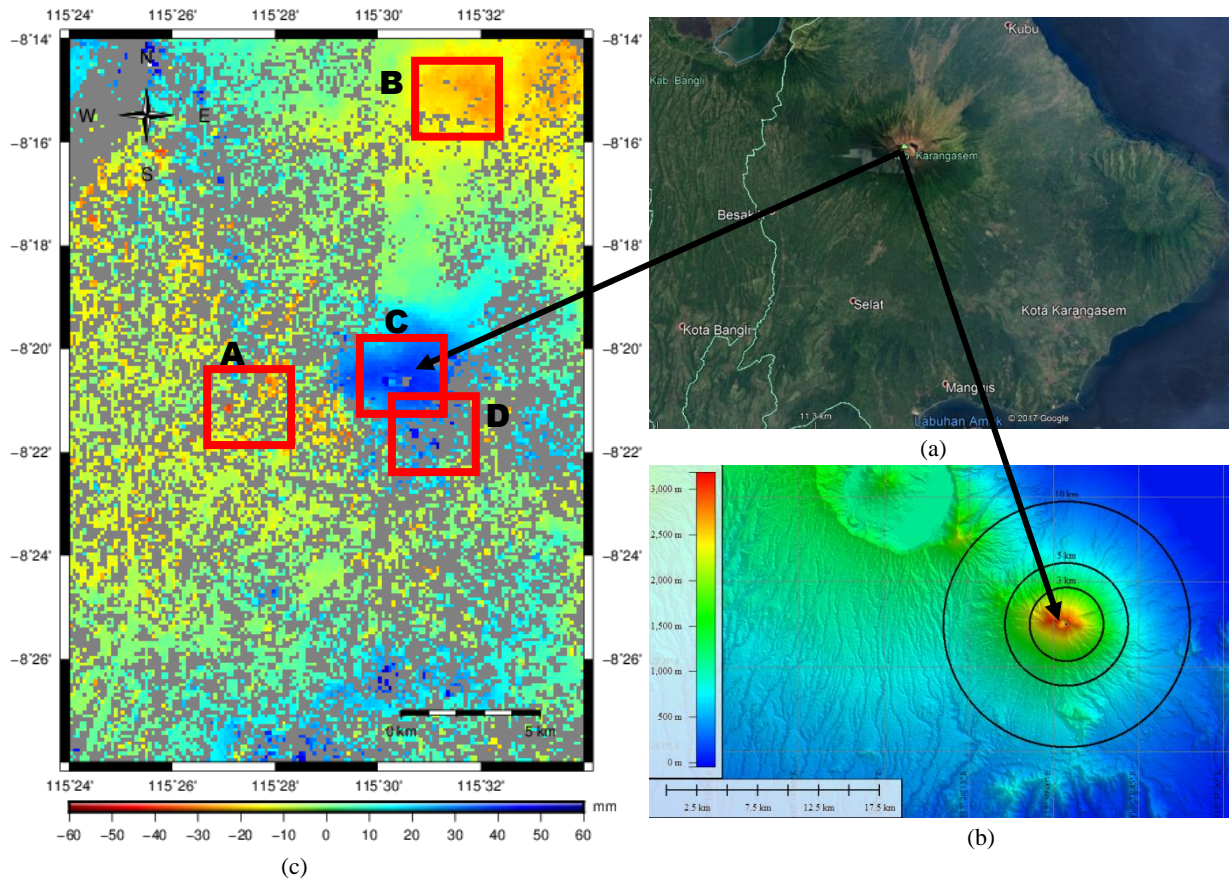 115˚24' 115˚26' 115˚28' 115˚30' 115˚32'
−8˚14' −8˚14'
−8˚16' −8˚16'
−8˚18' −8˚18'
−8˚20' −8˚20'
−8˚22' −8˚22'
−8˚24' −8˚24'
−8˚26' −8˚26'
N
W E
S
B
C
A
D
0 km 5 km
115˚24' 115˚26' 115˚28' 115˚30' 115˚32'
mm
−60 −50 −40 −30 −20 −10 0 10 20 30 40 50 60
(c)
Kubu
Kab. Bangli
Karangasem
Selat
Kota Bangli
Kota Karangasem
Manggis
11.3 km
Labuhan Amuk
© 2017 Google
(a)
3,000 m
2,500 m
2,000 m
1,500 m
1,000 m
500 m
0 m
10 km
5 km
3 km
2.5 km 7.5 km 12.5 km 17.5 km
(b)